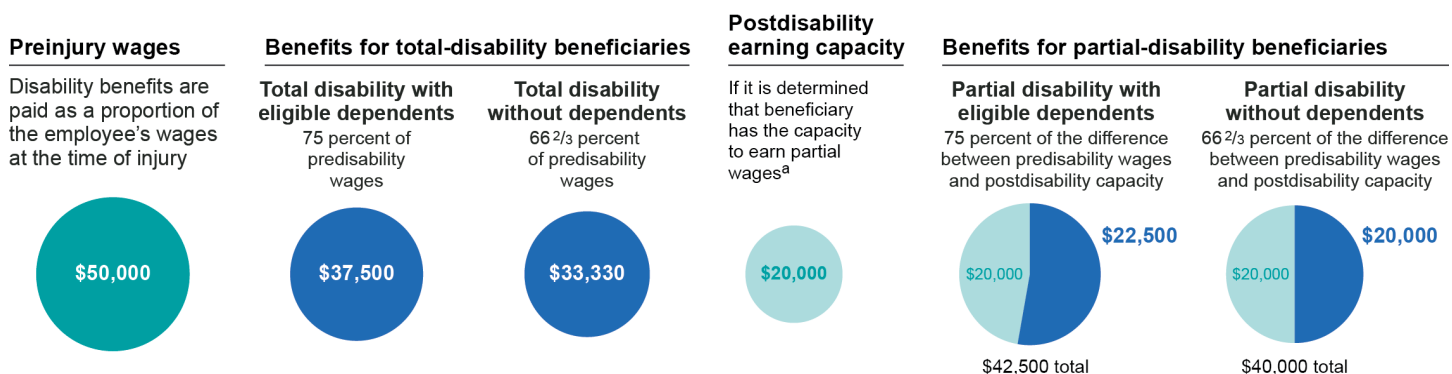 Preinjury wages
Disability benefits are
paid as a proportion of
the employee’s wages
at the time of injury
$50,000
Benefits for total-disability beneficiaries
Total disability with
eligible dependents
75 percent of
predisability
wages
$37,500
Total disability
without dependents
66 2/3 percent
of predisability
wages
$33,330
Postdisability
earning capacity
If it is determined
that beneficiary
has the capacity
to earn partial
wagesᵃ
$20,000
Benefits for partial-disability beneficiaries
Partial disability with
eligible dependents
75 percent of the difference
between predisability wages
and postdisability capacity
$22,500
$20,000
$42,500 total
Partial disability
without dependents
66 2/3 percent of the difference
between predisability wages
and postdisability capacity
$20,000
$20,000
$40,000 total